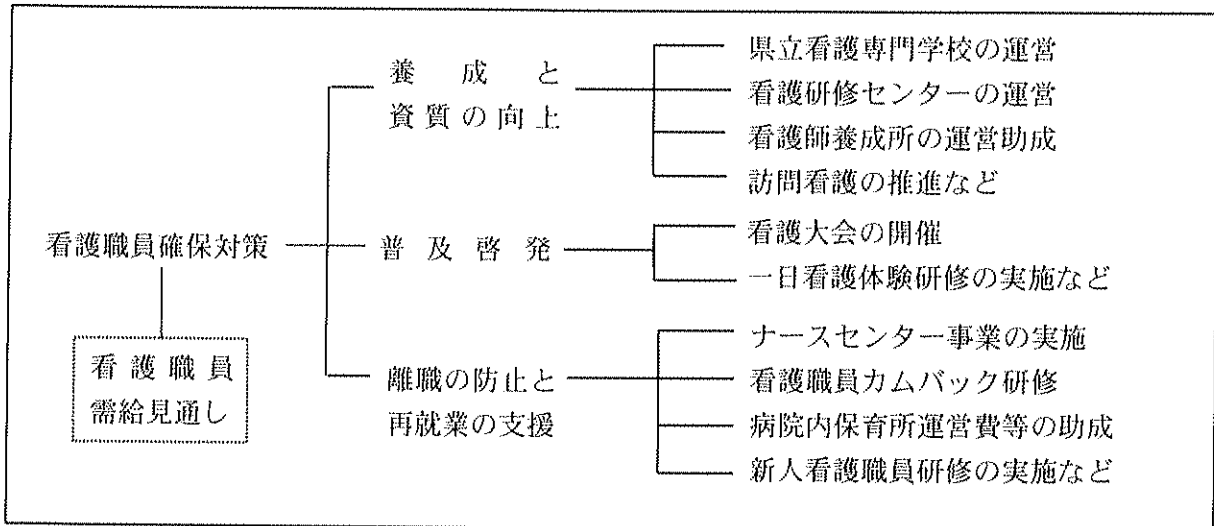 養成と
資質の向上
県立看護専門学校の運営
看護研修センターの運営
看護師養成所の運営助成
訪問看護の推進など
看護職員確保対策
普及啓発
看護大会の開催
一日看護体験研修の実施など
看護職員
需給見通し
離職の防止と
再就業の支援
ナースセンター事業の実施
看護職員カムバック研修
病院内保育所運営費等の助成
新人看護職員研修の実施など